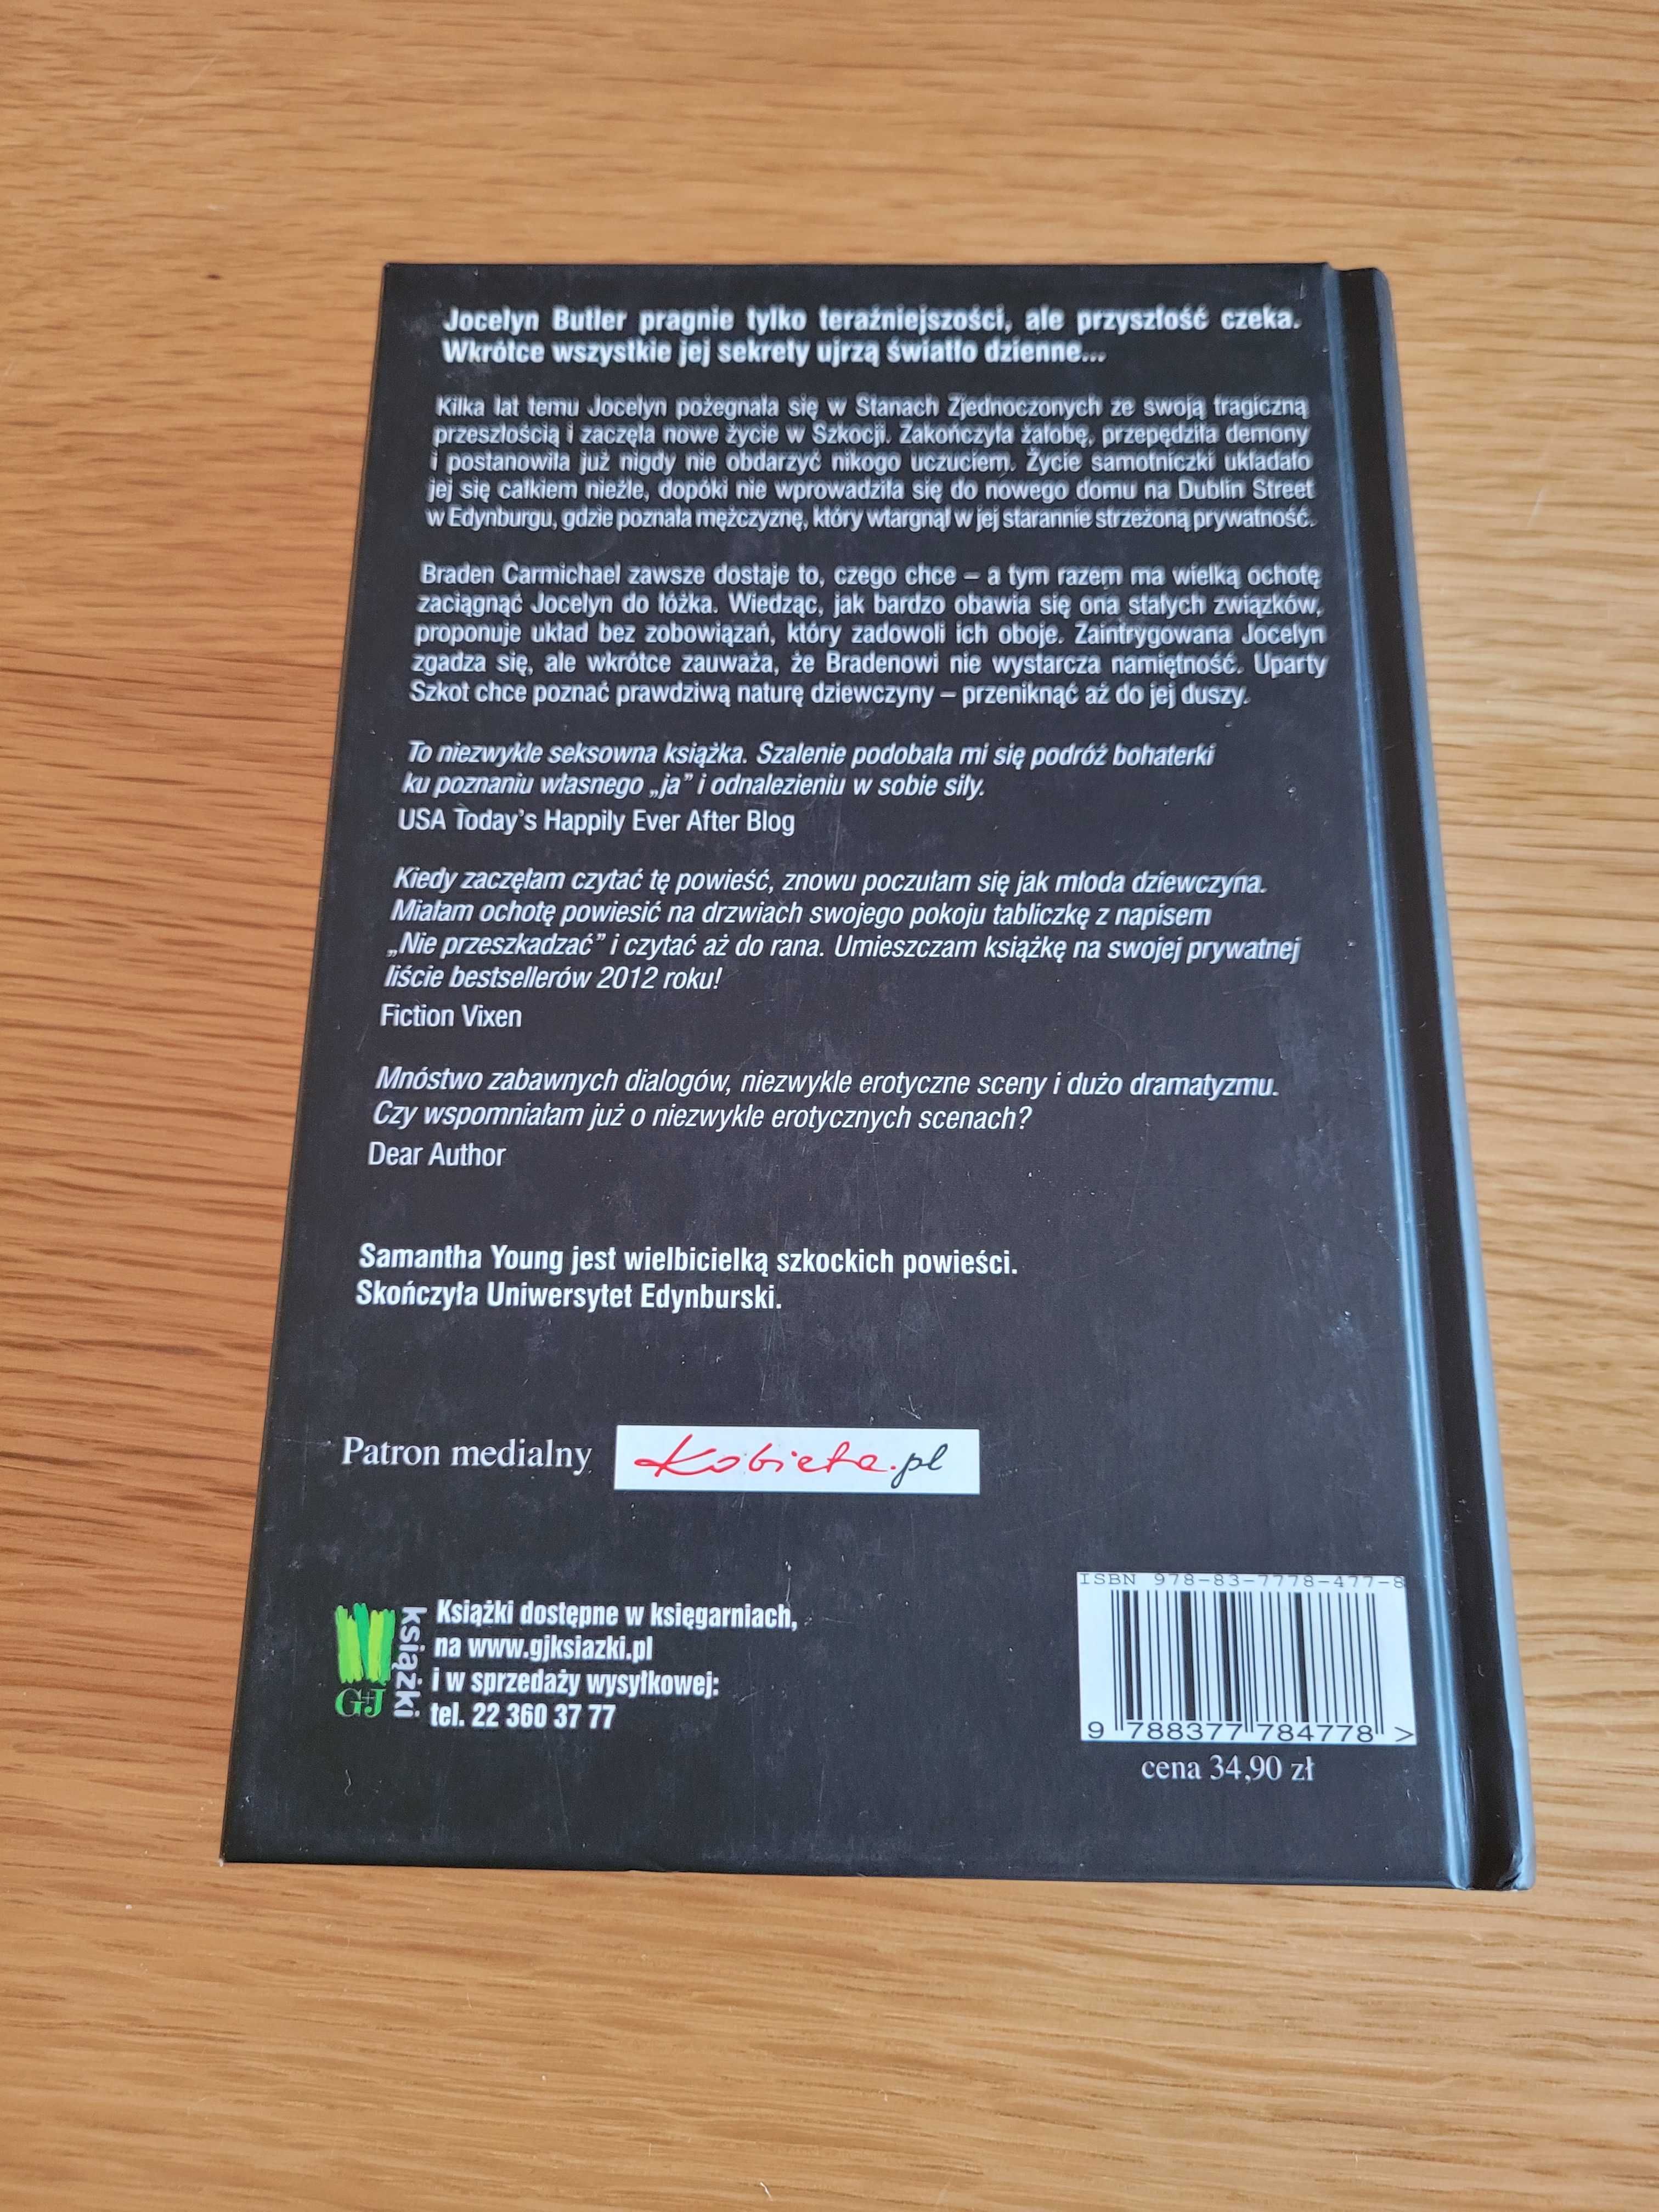 Jocelyn Butler pragnie tylko teraźniejszości, ale przyszłość czeka.
Wkrótce wszystkie jej sekrety ujrzą światło dzienne...
Kilka lat temu Jocelyn pożegnała się w Stanach Zjednoczonych ze swoją tragiczną
przeszłością i zaczęła nowe życie w Szkocji. Zakończyła żałobę, przepędziła demony
i postanowiła już nigdy nie obdarzyć nikogo uczuciem. Życie samotniczki układało
jej się całkiem nieźle, dopóki nie wprowadziła się do nowego domu na Dublin Street
w Edynburgu, gdzie poznała mężczyznę, który wtargnął w jej starannie strzeżoną prywatność.
Braden Carmichael zawsze dostaje to, czego chce – a tym razem ma wielką ochotę
zaciągnąć Jocelyn do łóżka. Wiedząc, jak bardzo obawia się ona stałych związków,
proponuje układ bez zobowiązań, który zadowoli ich oboje. Zaintrygowana Jocelyn
zgadza się, ale wkrótce zauważa, że Bradenowi nie wystarcza namiętność. Uparty
Szkot chce poznać prawdziwą naturę dziewczyny – przeniknąć aż do jej duszy.
To niezwykle seksowna książka. Szalenie podobała mi się podróż bohaterki
ku poznaniu własnego „ja” i odnalezieniu w sobie siły.
USA Today's Happily Ever After Blog
Kiedy zaczęłam czytać tę powieść, znowu poczułam się jak młoda dziewczyna.
Miałam ochotę powiesić na drzwiach swojego pokoju tabliczkę z napisem
„Nie przeszkadzać” i czytać aż do rana. Umieszczam książkę na swojej prywatnej
liście bestsellerów 2012 roku!
Fiction Vixen
Mnóstwo zabawnych dialogów, niezwykle erotyczne sceny i dużo dramatyzmu.
Czy wspomniałam już o niezwykle erotycznych scenach?
Dear Author
Samantha Young jest wielbicielką szkockich powieści.
Skończyła Uniwersytet Edynburski.
Patron medialny Kobieta.pl
G+J książki
Książki dostępne w księgarniach,
na www.gjksiazki.pl
i w sprzedaży wysyłkowej:
tel. 22 360 37 77
ISBN 978-83-7778-477-8
9 788377 784778 >
cena 34,90 zł